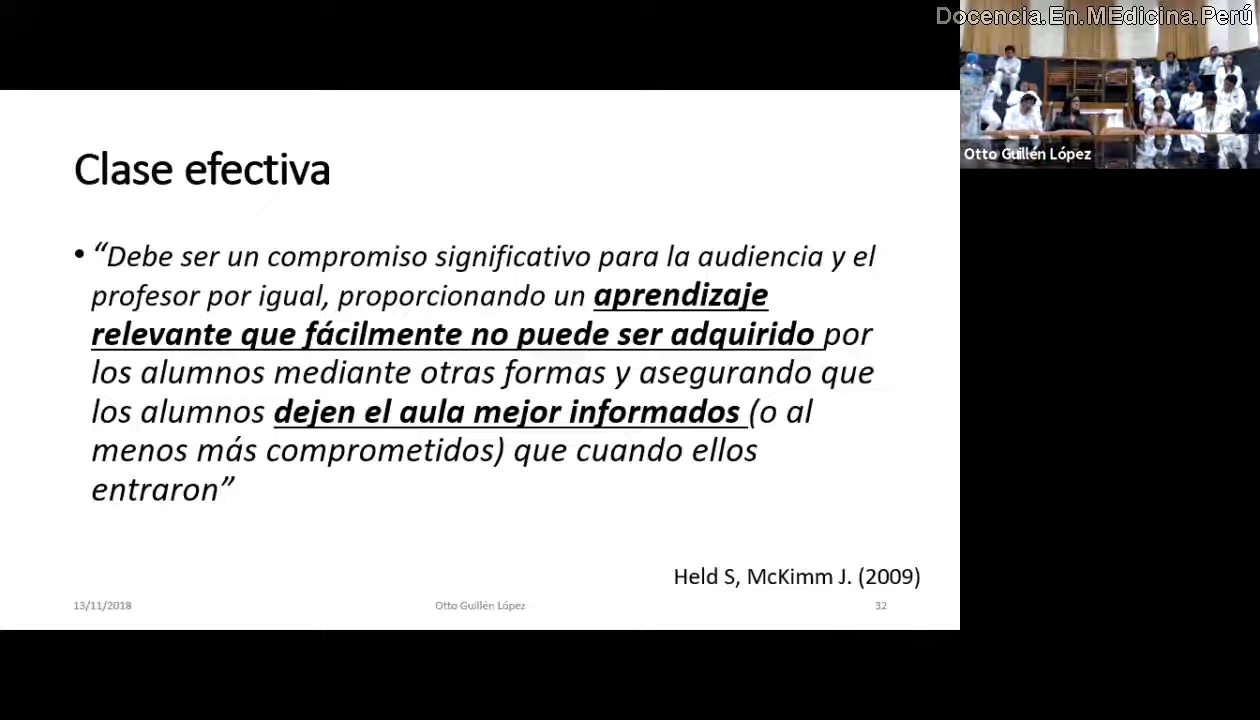 Docencia.En.MEdicina.Perú
Otto Guillén López
Clase efectiva
• “Debe ser un compromiso significativo para la audiencia y el
profesor por igual, proporcionando un aprendizaje
relevante que fácilmente no puede ser adquirido por
los alumnos mediante otras formas y asegurando que
los alumnos dejen el aula mejor informados (o al
menos más comprometidos) que cuando ellos
entraron”
Held S, McKimm J. (2009)
13/11/2018
Otto Guillén López
32